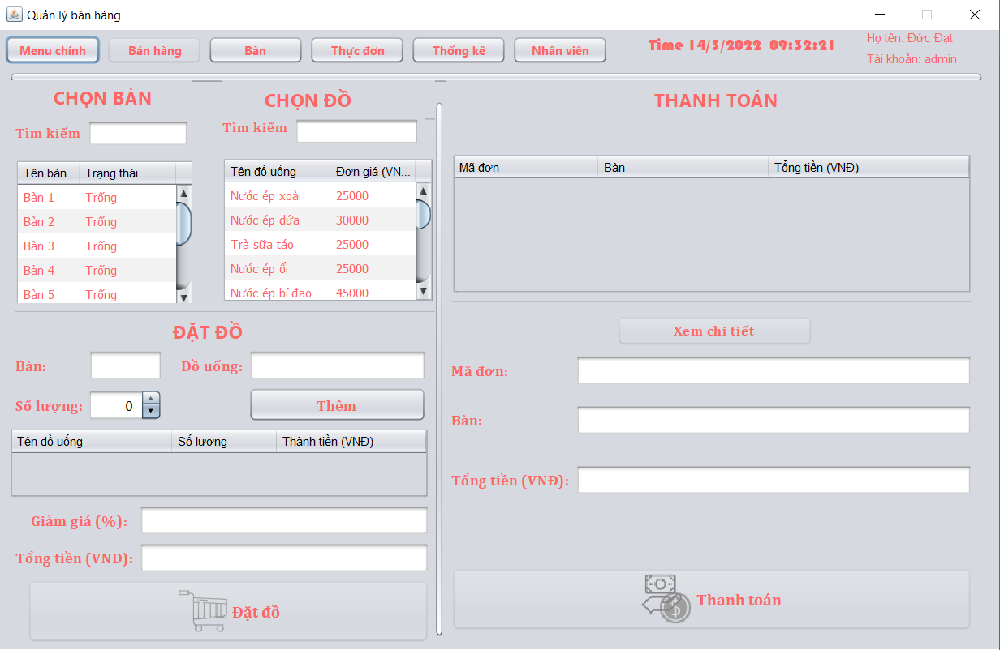 Quản lý bán hàng
Menu chính Bán hàng Bàn Thực đơn Thống kê Nhân viên
Time 14/3/2022 09:32:21
Họ tên: Đức Đạt
Tài khoản: admin
CHỌN BÀN
Tìm kiếm
Tên bàn Trạng thái
Bàn 1 Trống
Bàn 2 Trống
Bàn 3 Trống
Bàn 4 Trống
Bàn 5 Trống
CHỌN ĐỒ
Tìm kiếm
Tên đồ uống Đơn giá (VN...
Nước ép xoài 25000
Nước ép dứa 30000
Trà sữa táo 25000
Nước ép ổi 25000
Nước ép bí đao 45000
ĐẶT ĐỒ
Bàn: Đồ uống:
Số lượng: 0 Thêm
Tên đồ uống Số lượng Thành tiền (VNĐ)
Giảm giá (%):
Tổng tiền (VNĐ):
Đặt đồ
THANH TOÁN
Mã đơn Bàn Tổng tiền (VNĐ)
Xem chi tiết
Mã đơn:
Bàn:
Tổng tiền (VNĐ):
Thanh toán